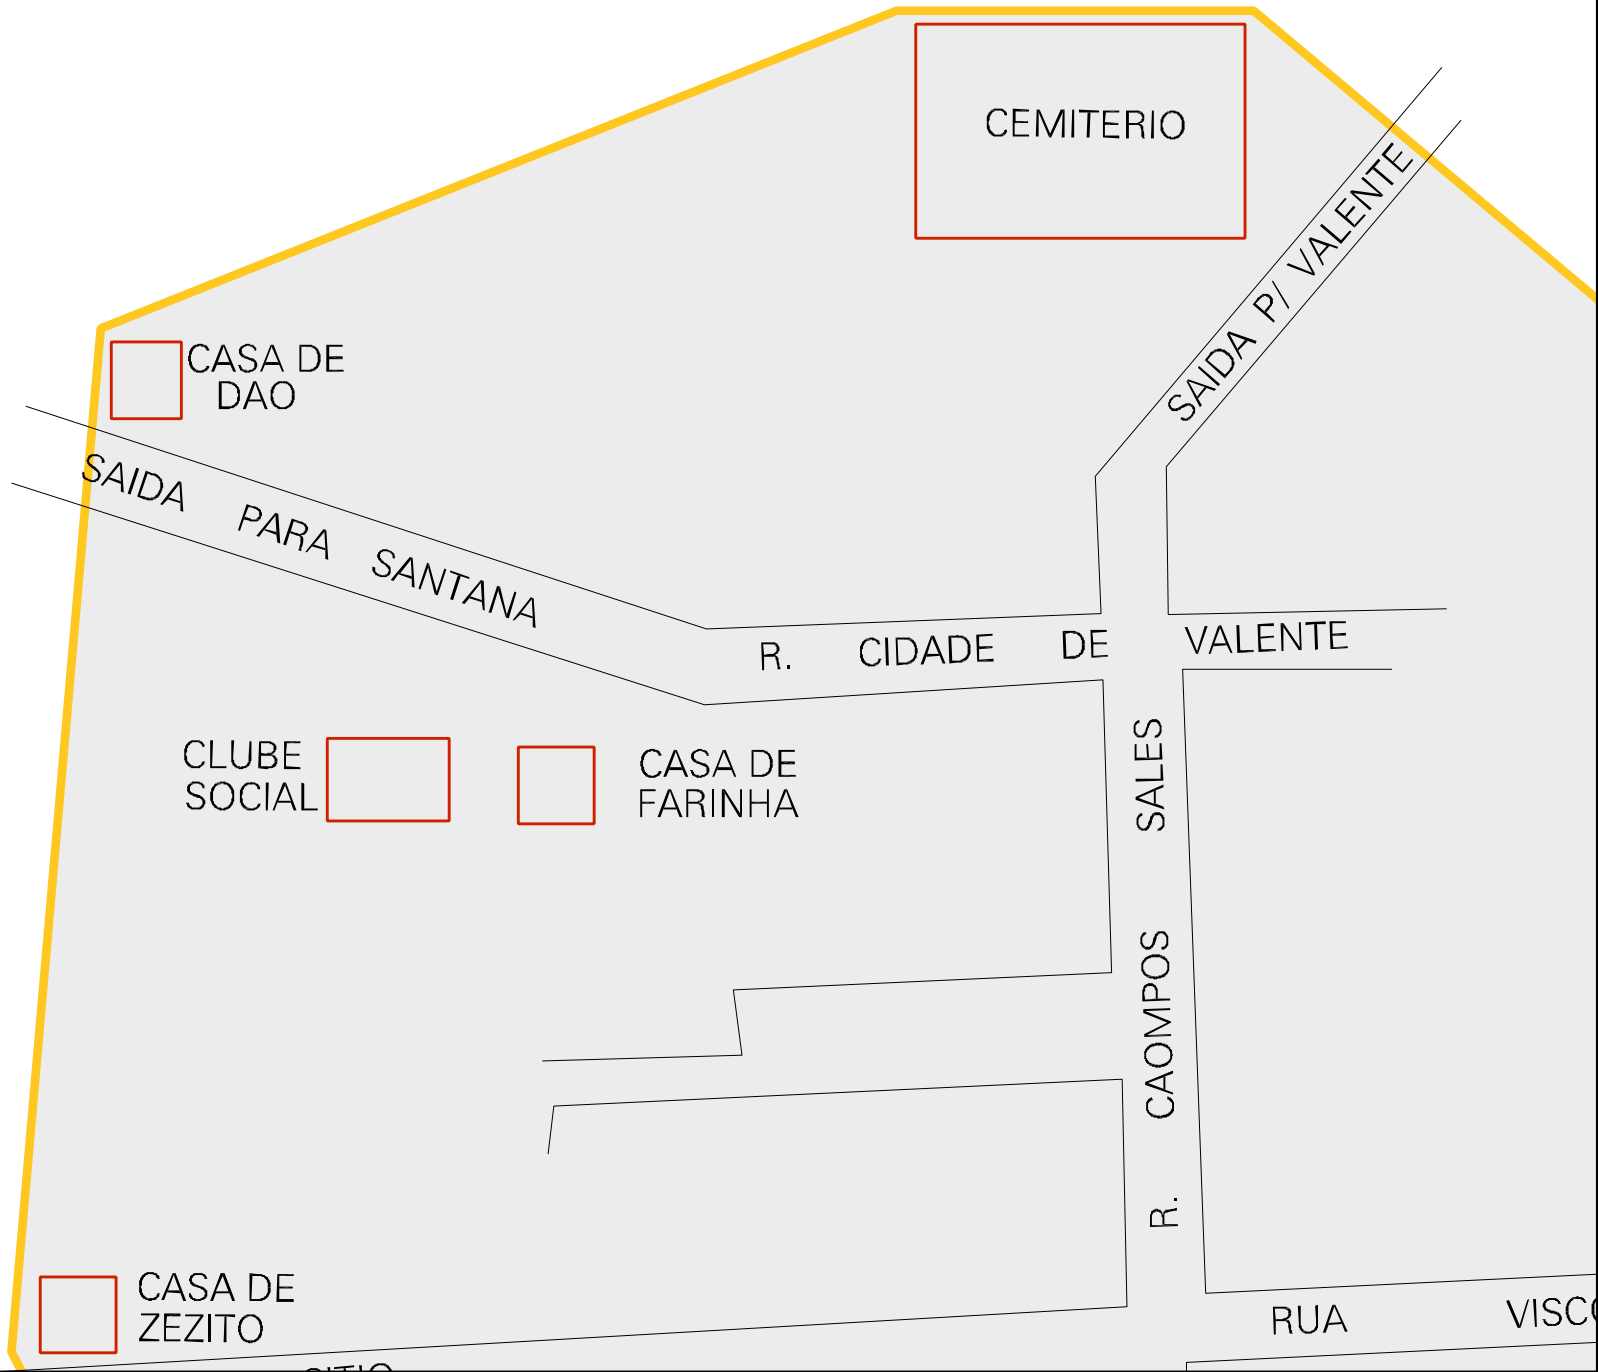 CEMITERIO
SAIDA P/ VALENTE
CASA DE
DAO
SAIDA PARA SANTANA
R. CIDADE DE VALENTE
CLUBE
SOCIAL
CASA DE
FARINHA
R. CAOMPOS SALES
CASA DE
ZEZITO
RUA